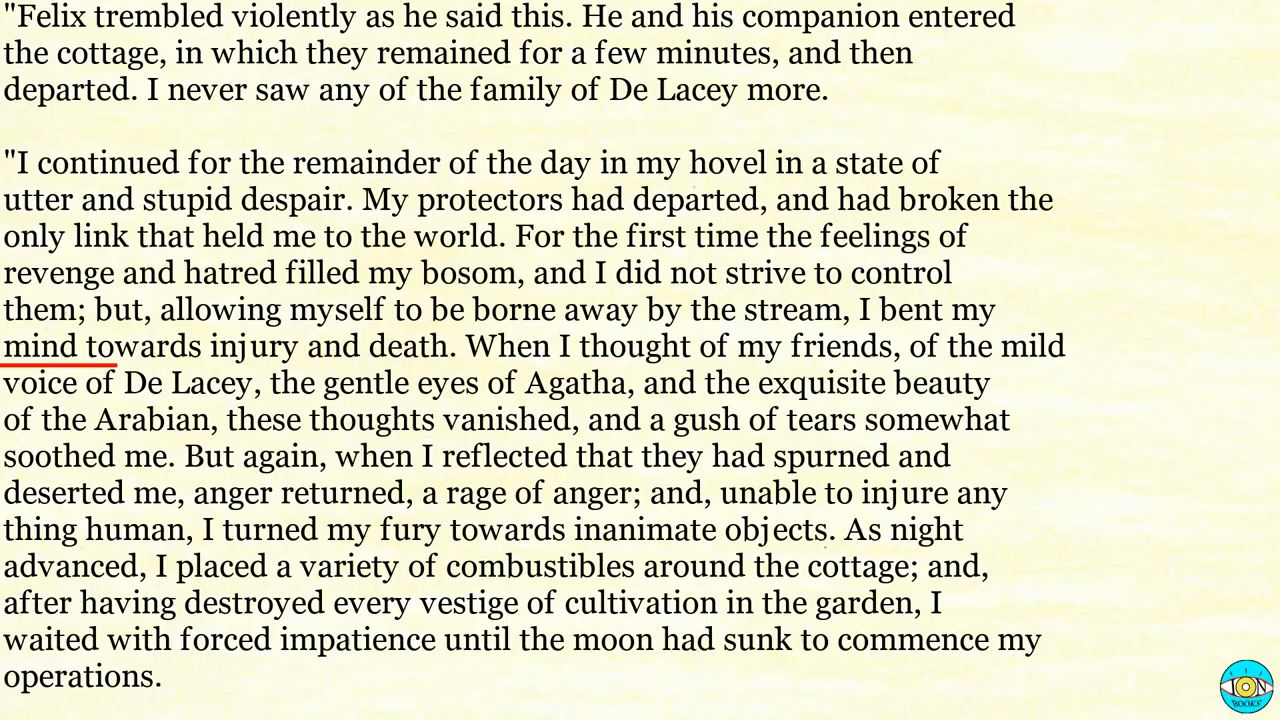 "Felix trembled violently as he said this. He and his companion entered
the cottage, in which they remained for a few minutes, and then
departed. I never saw any of the family of De Lacey more.
"I continued for the remainder of the day in my hovel in a state of
utter and stupid despair. My protectors had departed, and had broken the
only link that held me to the world. For the first time the feelings of
revenge and hatred filled my bosom, and I did not strive to control
them; but, allowing myself to be borne away by the stream, I bent my
mind towards injury and death. When I thought of my friends, of the mild
voice of De Lacey, the gentle eyes of Agatha, and the exquisite beauty
of the Arabian, these thoughts vanished, and a gush of tears somewhat
soothed me. But again, when I reflected that they had spurned and
deserted me, anger returned, a rage of anger; and, unable to injure any
thing human, I turned my fury towards inanimate objects. As night
advanced, I placed a variety of combustibles around the cottage; and,
after having destroyed every vestige of cultivation in the garden, I
waited with forced impatience until the moon had sunk to commence my
operations.
ION
BOOKS